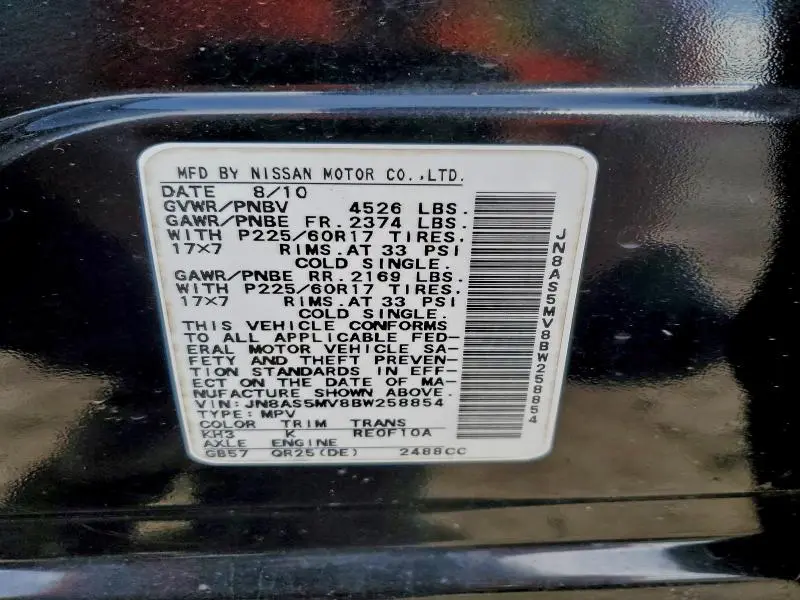 MFD BY NISSAN MOTOR CO.,LTD.
DATE 8/10
GVWR/PNBV 4526 LBS.
GAWR/PNBE FR. 2374 LBS.
WITH P225/60R17 TIRES.
17X7 RIMS.AT 33 PSI
COLD SINGLE.
GAWR/PNBE RR. 2169 LBS.
WITH P225/60R17 TIRES.
17X7 RIMS.AT 33 PSI
COLD SINGLE.
THIS VEHICLE CONFORMS
TO ALL APPLICABLE FED-
ERAL MOTOR VEHICLE SA-
FETY AND THEFT PREVEN-
TION STANDARDS IN EFF-
ECT ON THE DATE OF MA-
NUFACTURE SHOWN ABOVE.
VIN: JN8AS5MV8BW258854
TYPE: MPV
COLOR TRIM TRANS
KH3 K RE0F10A
AXLE ENGINE
GB57 QR25(DE) 2488CC
JN8AS5MV8BW258854